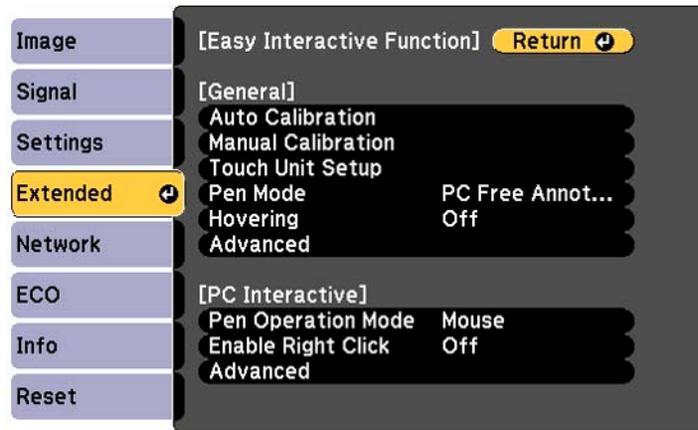 Image
Signal
Settings
Extended
Network
ECO
Info
Reset
[Easy Interactive Function] Return
[General]
Auto Calibration
Manual Calibration
Touch Unit Setup
Pen Mode PC Free Annot...
Hovering Off
Advanced
[PC Interactive]
Pen Operation Mode Mouse
Enable Right Click Off
Advanced